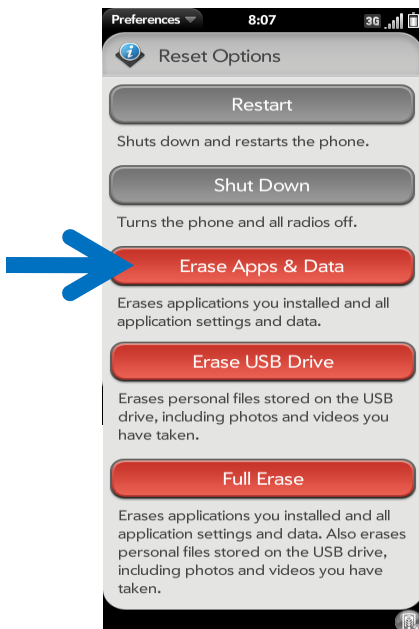 Preferences 8:07 3G
Reset Options
Restart
Shuts down and restarts the phone.
Shut Down
Turns the phone and all radios off.
Erase Apps & Data
Erases applications you installed and all
application settings and data.
Erase USB Drive
Erases personal files stored on the USB
drive, including photos and videos you
have taken.
Full Erase
Erases applications you installed and all
application settings and data. Also erases
personal files stored on the USB drive,
including photos and videos you have
taken.